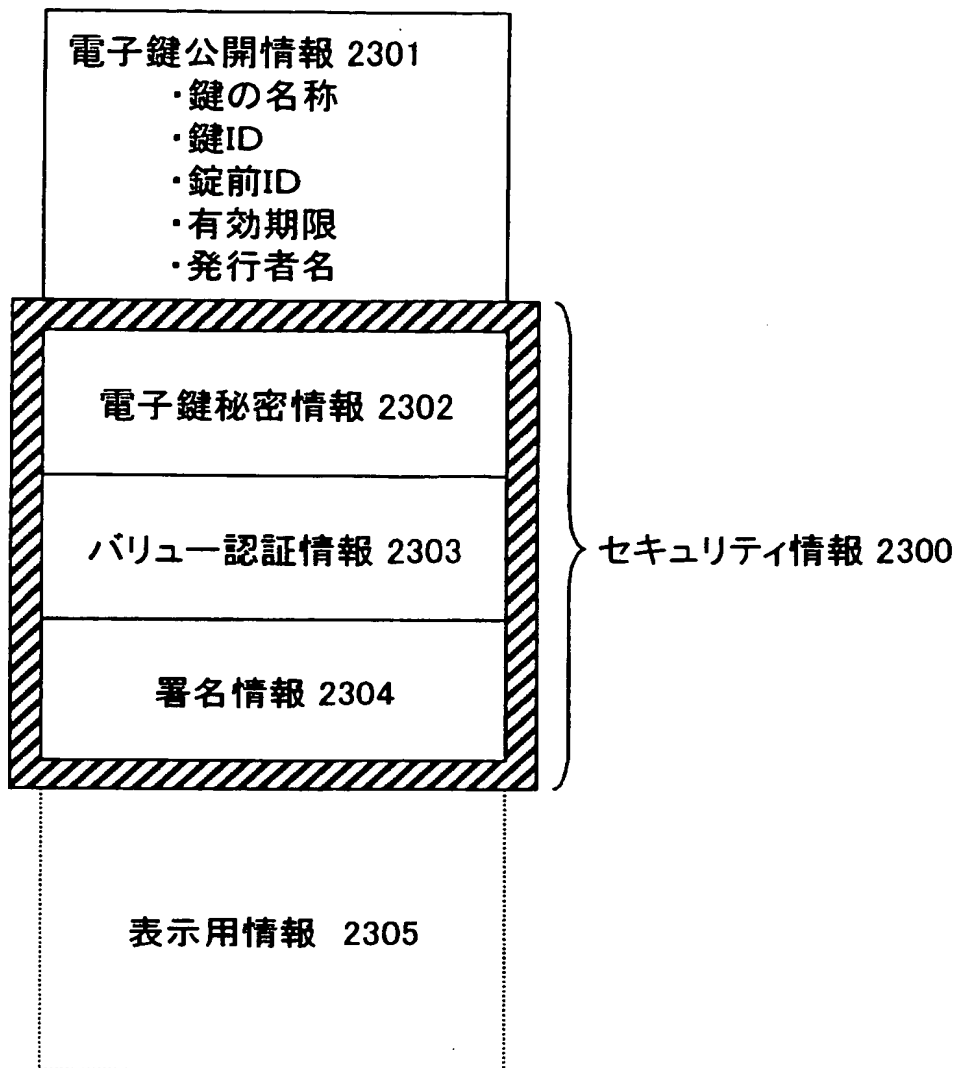 電子鍵公開情報 2301
・鍵の名称
・鍵ID
・錠前ID
・有効期限
・発行者名
電子鍵秘密情報 2302
バリュー認証情報 2303
セキュリティ情報 2300
署名情報 2304
表示用情報 2305